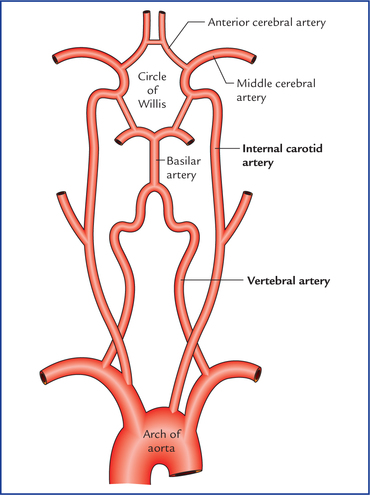 Anterior cerebral artery
Circle
of
Willis
Middle cerebral
artery
Internal carotid
artery
Basilar
artery
Vertebral artery
Arch of
aorta